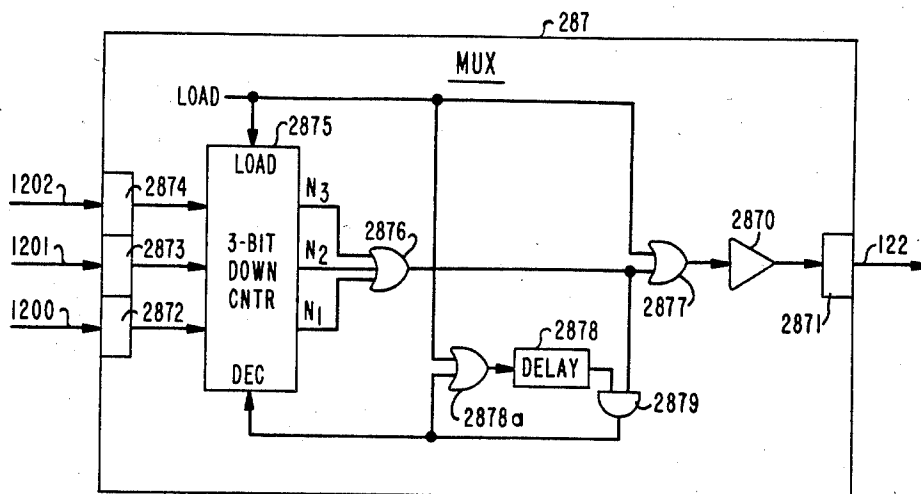 287
MUX
LOAD
2875
1202
2874
LOAD
N3
2876
2870
122
1201
2873
3-BIT
DOWN
CNTR
N2
2877
2871
1200
2872
N1
2878
DELAY
DEC
2878a
2879